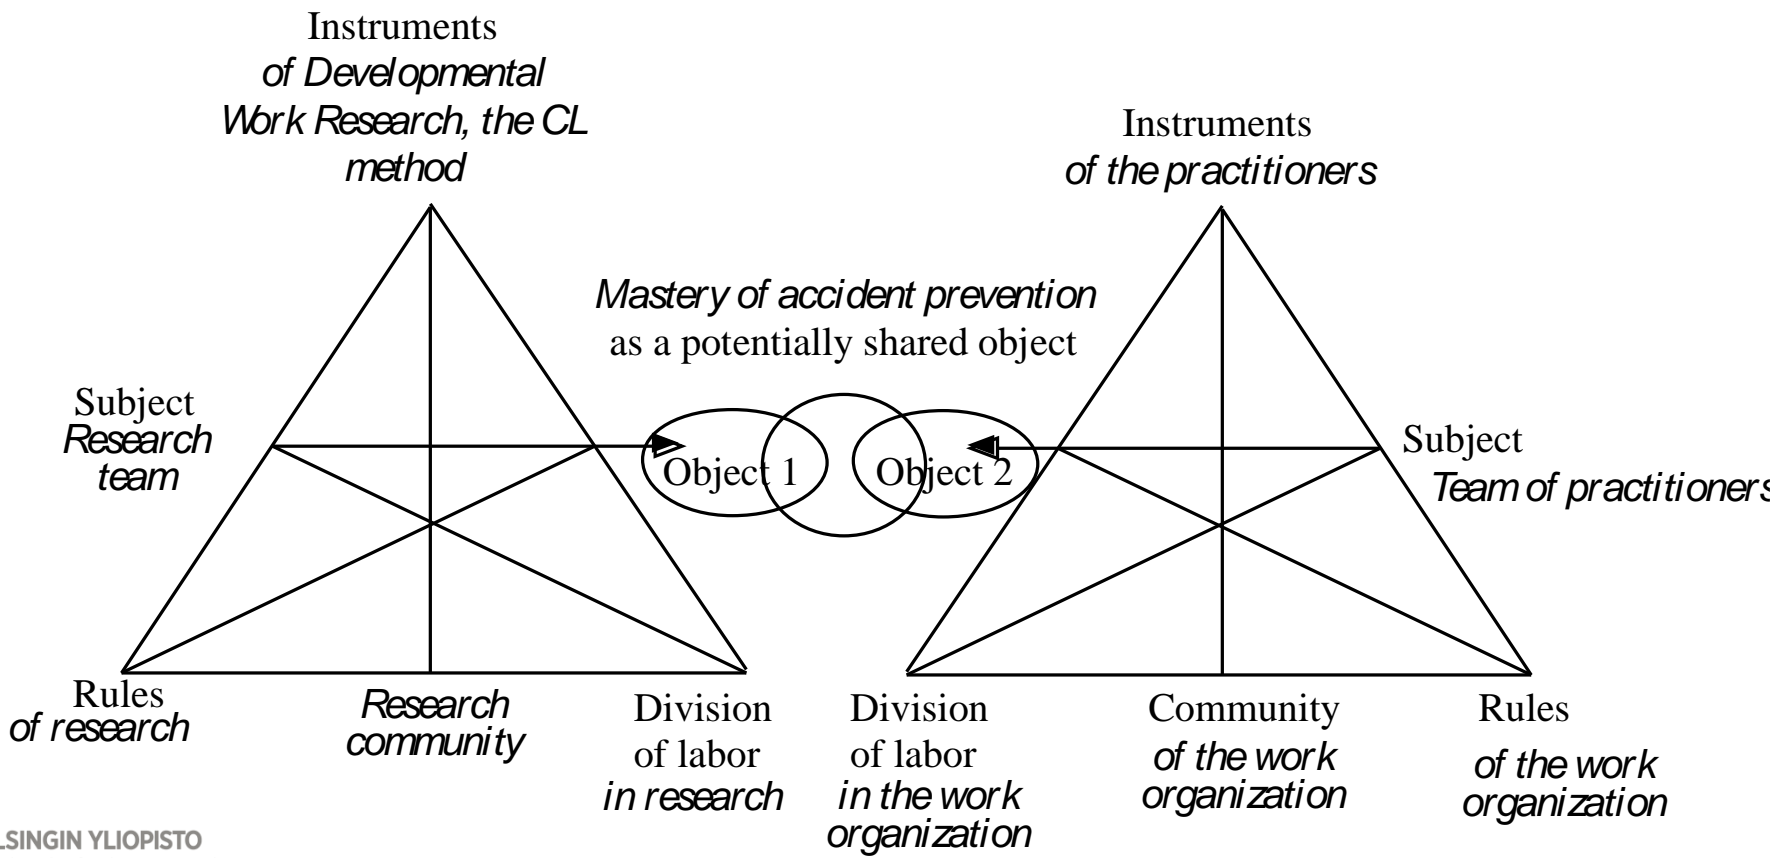 Instruments
of Developmental
Work Research, the CL
method
Instruments
of the practitioners
Mastery of accident prevention
as a potentially shared object
Subject
Research
team
Object 1
Object 2
Subject
Team of practitioners
Rules
of research
Research
community
Division
of labor
in research
Division
of labor
in the work
organization
Community
of the work
organization
Rules
of the work
organization
LSINGIN YLIOPISTO